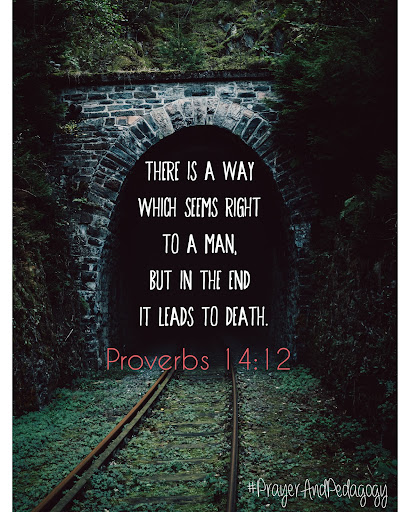 THERE IS A WAY
WHICH SEEMS RIGHT
TO A MAN,
BUT IN THE END
IT LEADS TO DEATH.
Proverbs 14:12
#PrayerAndPedagogy